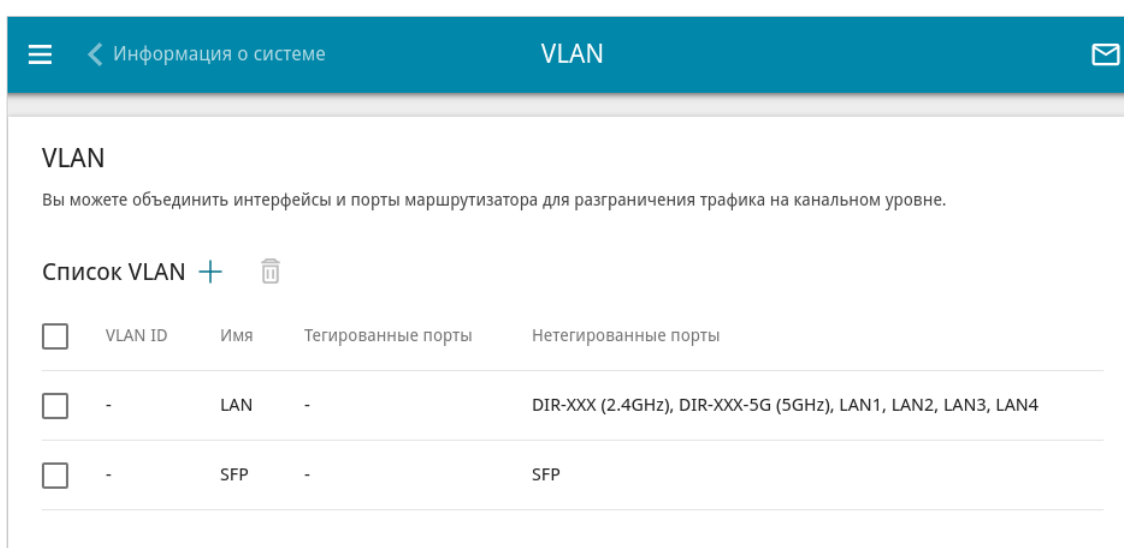 Информация о системе VLAN
VLAN
Вы можете объединить интерфейсы и порты маршрутизатора для разграничения трафика на канальном уровне.
Список VLAN
VLAN ID Имя Тегированные порты Нетегированные порты
- LAN - DIR-XXX (2.4GHz), DIR-XXX-5G (5GHz), LAN1, LAN2, LAN3, LAN4
- SFP - SFP